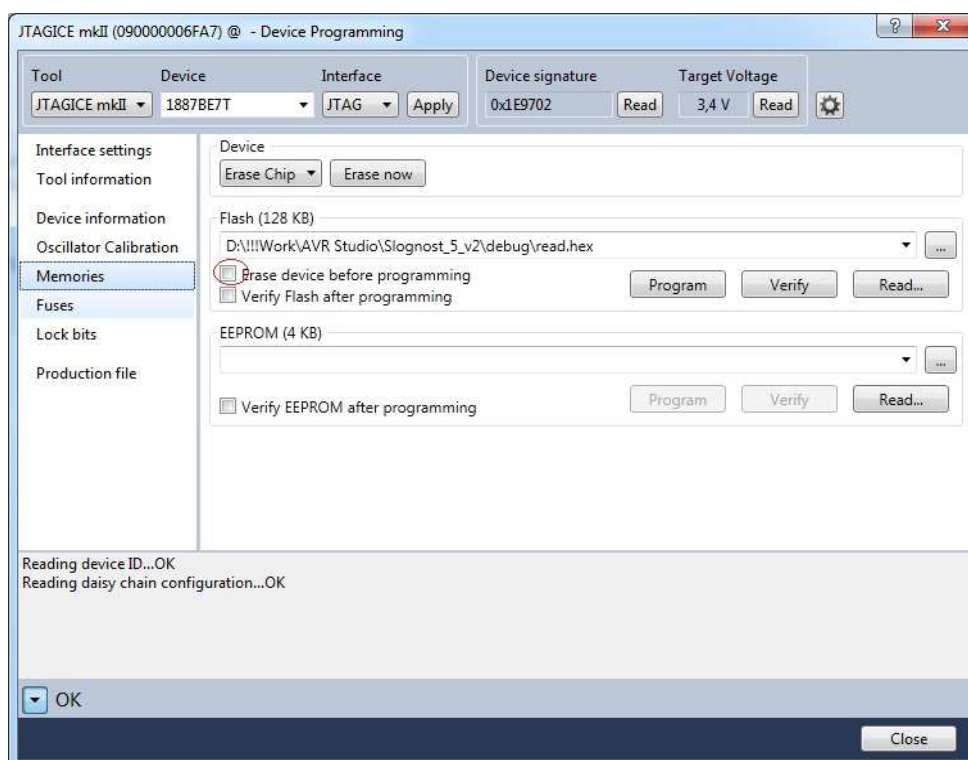 JTAGICE mkII (090000006FA7) @ - Device Programming
Tool Device Interface Device signature Target Voltage
JTAGICE mkII 1887BE7T JTAG Apply 0x1E9702 Read 3,4 V Read
Interface settings
Tool information
Device information
Oscillator Calibration
Memories
Fuses
Lock bits
Production file
Device
Erase Chip Erase now
Flash (128 KB)
D:\!!!Work\AVR Studio\Slognost_5_v2\debug\read.hex ...
Erase device before programming
Verify Flash after programming
Program Verify Read...
EEPROM (4 KB)
...
Verify EEPROM after programming
Program Verify Read...
Reading device ID...OK
Reading daisy chain configuration...OK
OK
Close